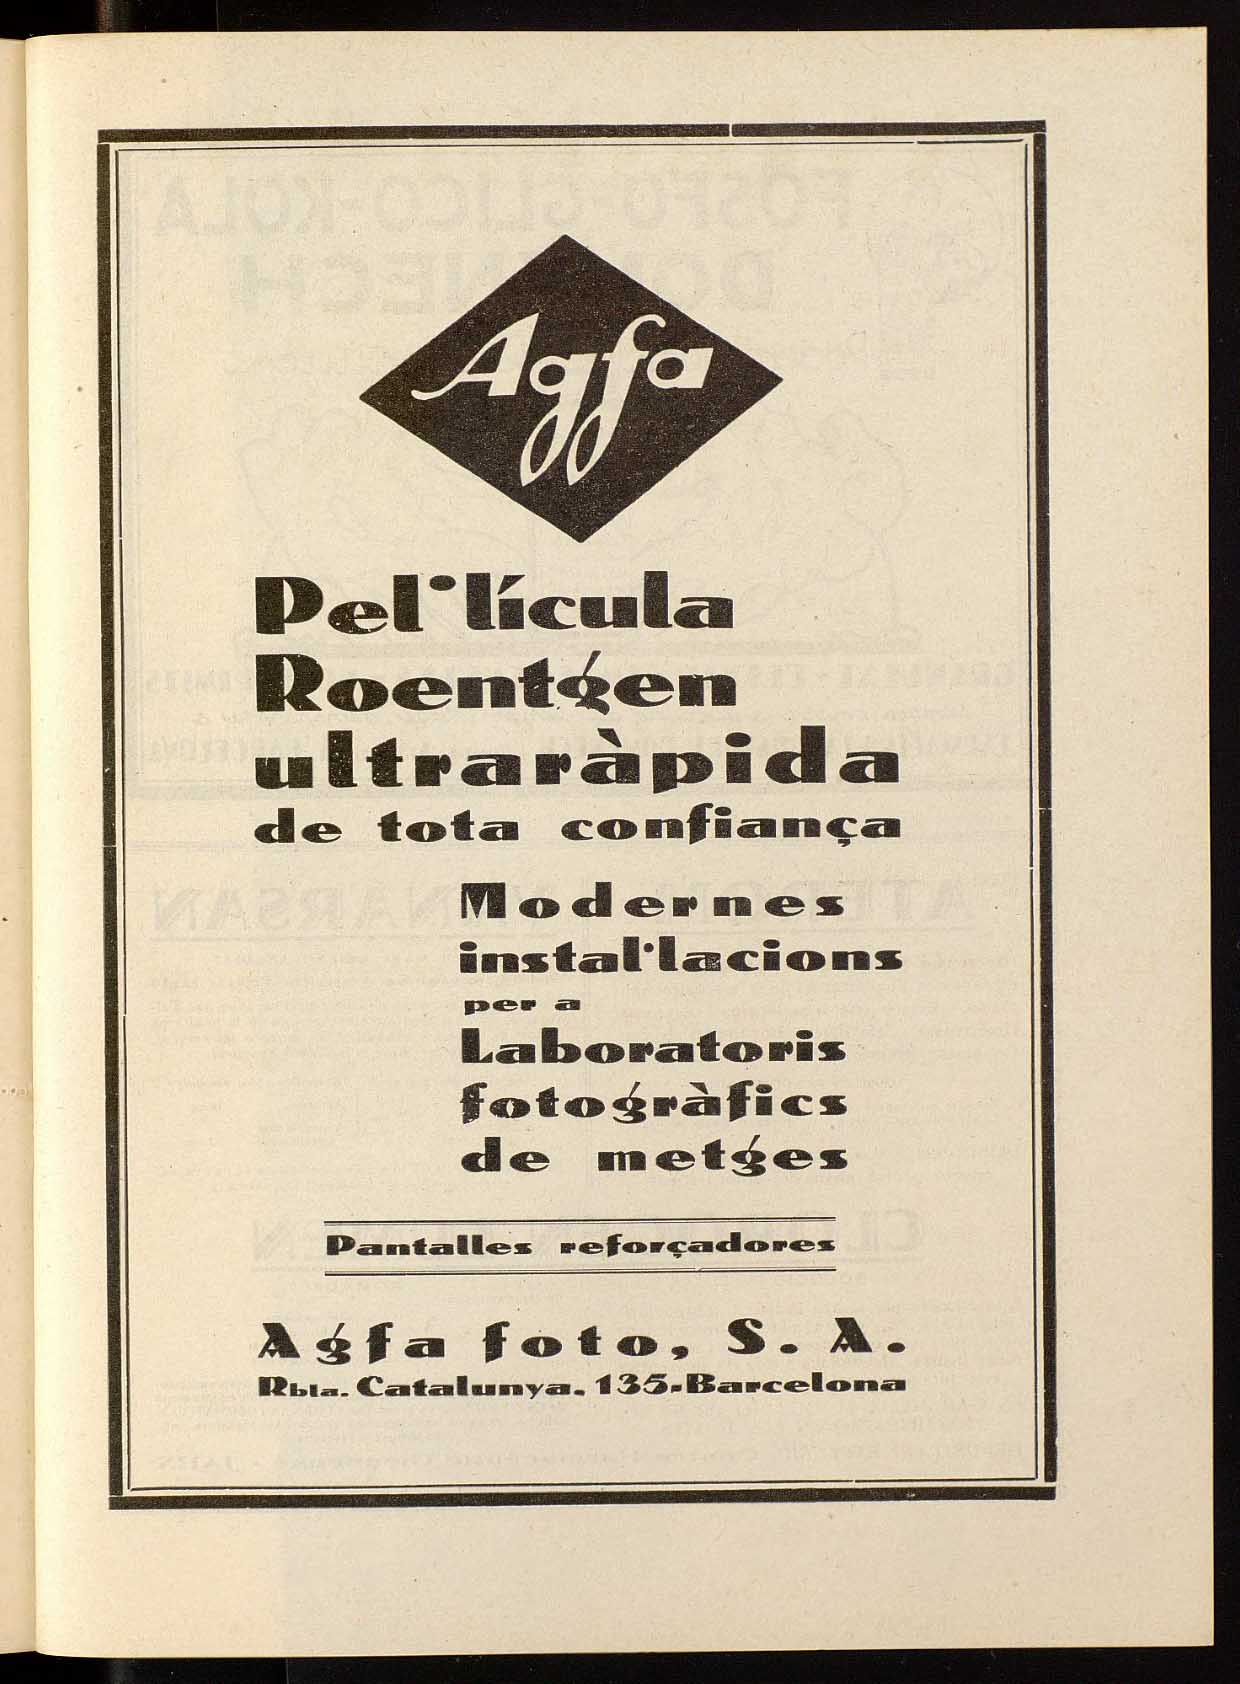 Agfa
Pel·lícula
Roentgen
ultraràpida
de tota confiança
Modernes
instal·lacions
per a
Laboratoris
fotogràfics
de metges
Pantalles reforçadores
Agfa foto, S. A.
Rbla. Catalunya, 135-Barcelona